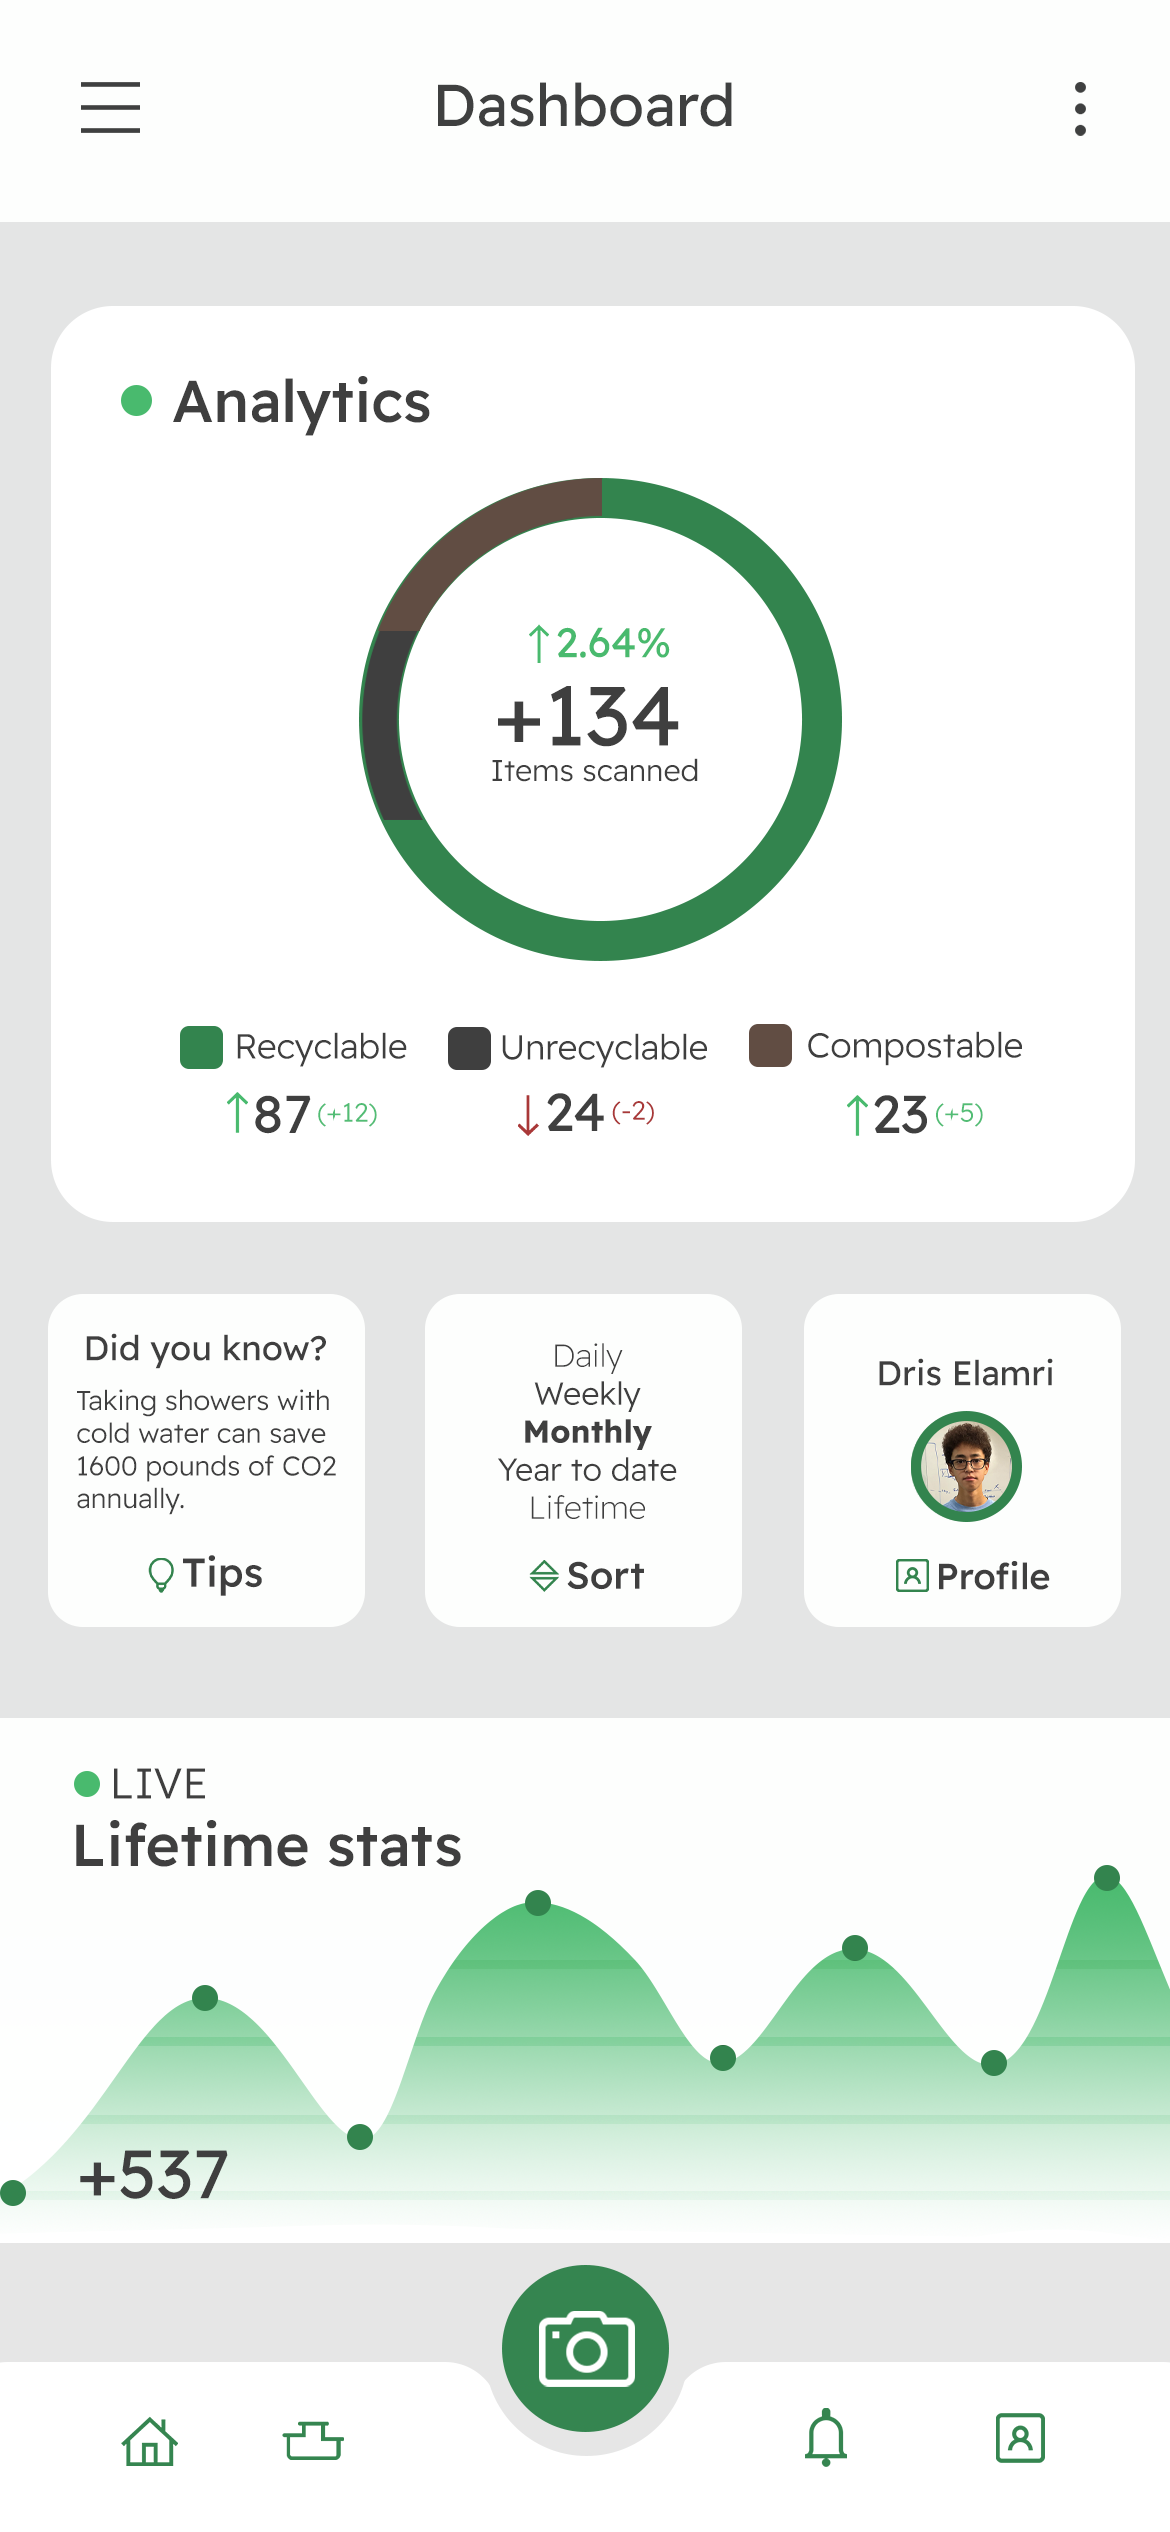 Dashboard
Analytics
↑2.64%
+134
Items scanned
Recyclable
Unrecyclable
Compostable
↑87 (+12)
↓24 (-2)
↑23 (+5)
Did you know?
Taking showers with
cold water can save
1600 pounds of CO2
annually.
Tips
Daily
Weekly
Monthly
Year to date
Lifetime
Sort
Dris Elamri
Profile
LIVE
Lifetime stats
+537